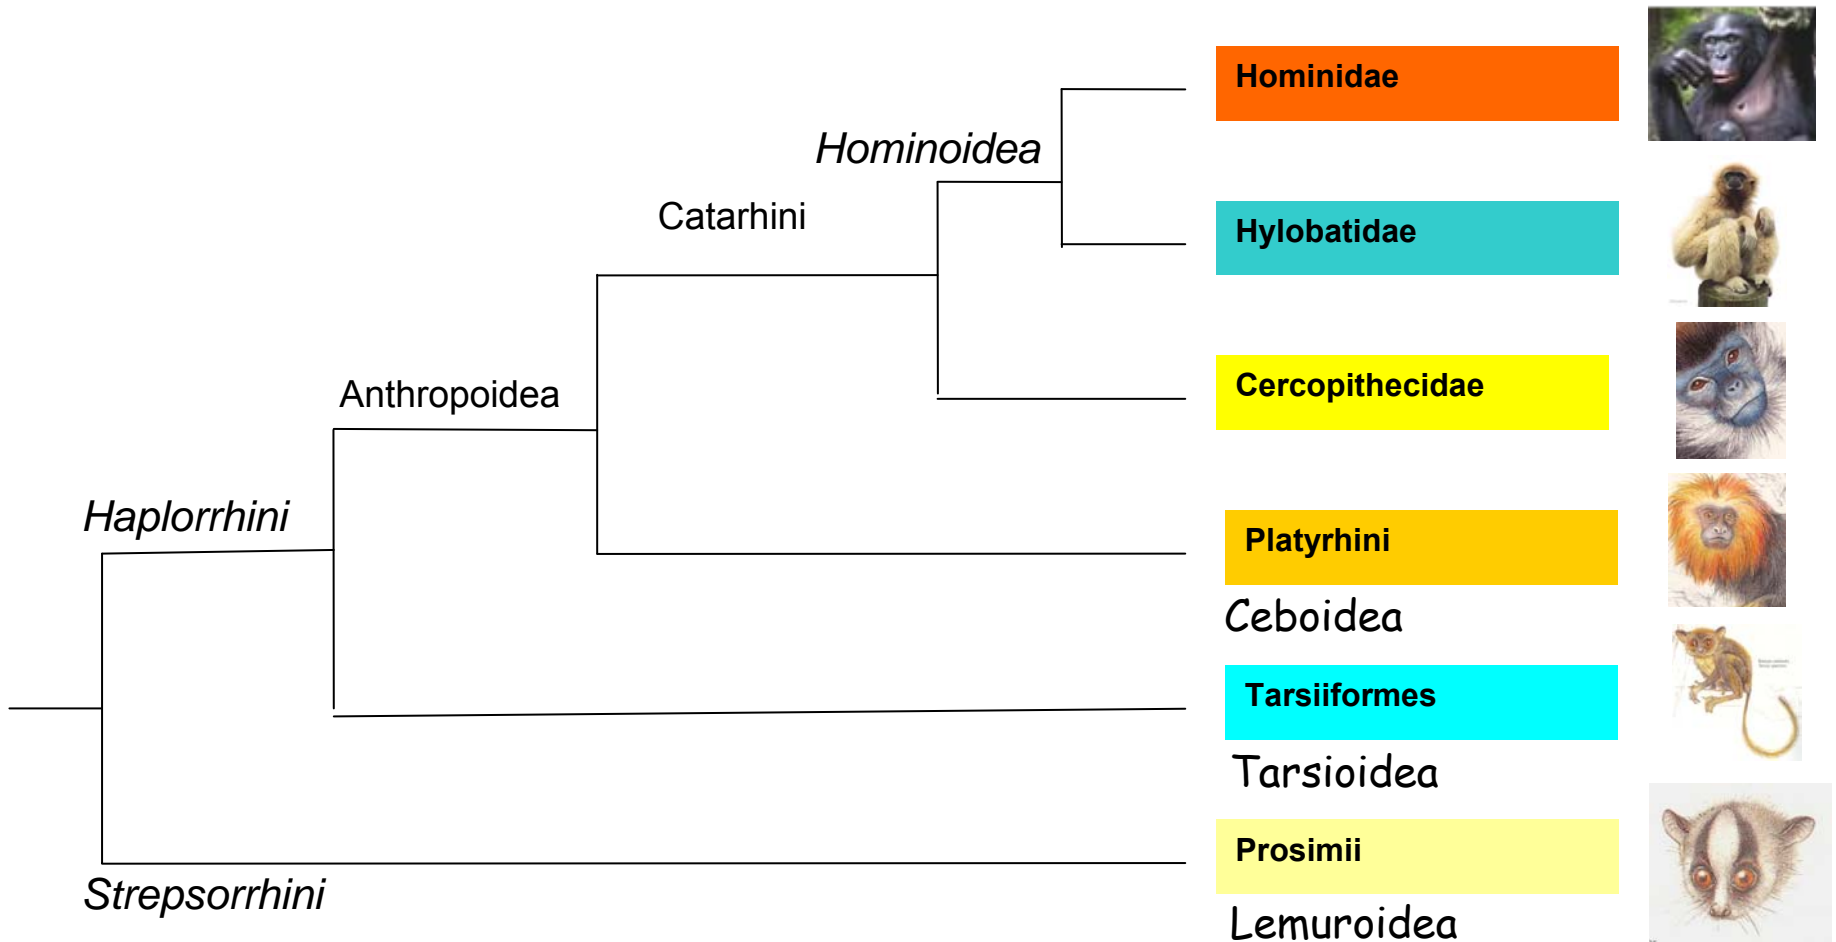 Hominidae
Hominoidea
Catarhini
Hylobatidae
Anthropoidea
Cercopithecidae
Haplorrhini
Platyrhini
Ceboidea
Tarsiiformes
Tarsioidea
Prosimii
Strepsorrhini
Lemuroidea